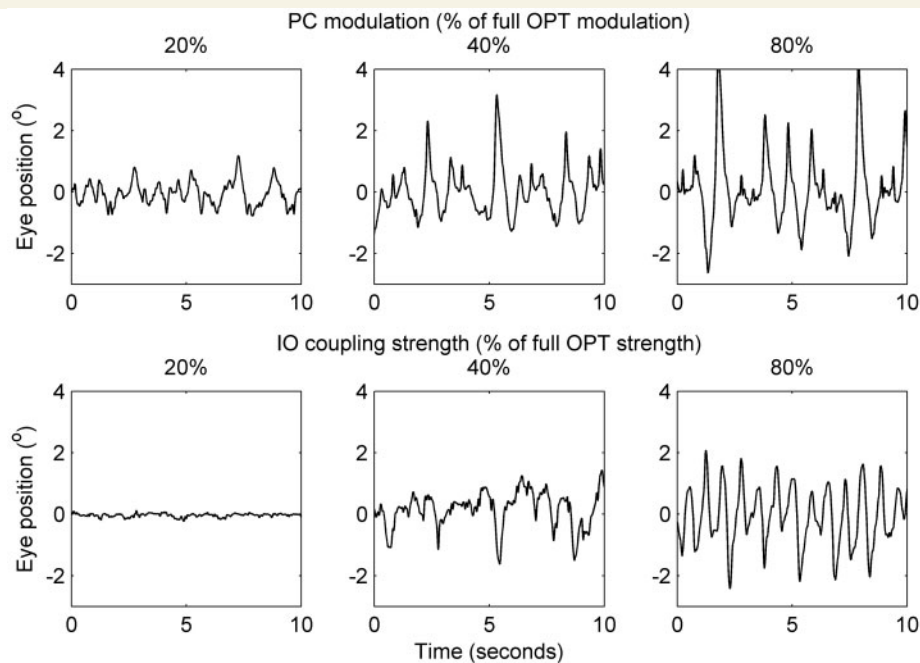 PC modulation (% of full OPT modulation)
20% 40% 80%
4 4 4
2 2 2
0 0 0
-2 -2 -2
Eye position (°)
0 5 10 0 5 10 0 5 10
IO coupling strength (% of full OPT strength)
20% 40% 80%
4 4 4
2 2 2
0 0 0
-2 -2 -2
Eye position (°)
0 5 10 0 5 10 0 5 10
Time (seconds)